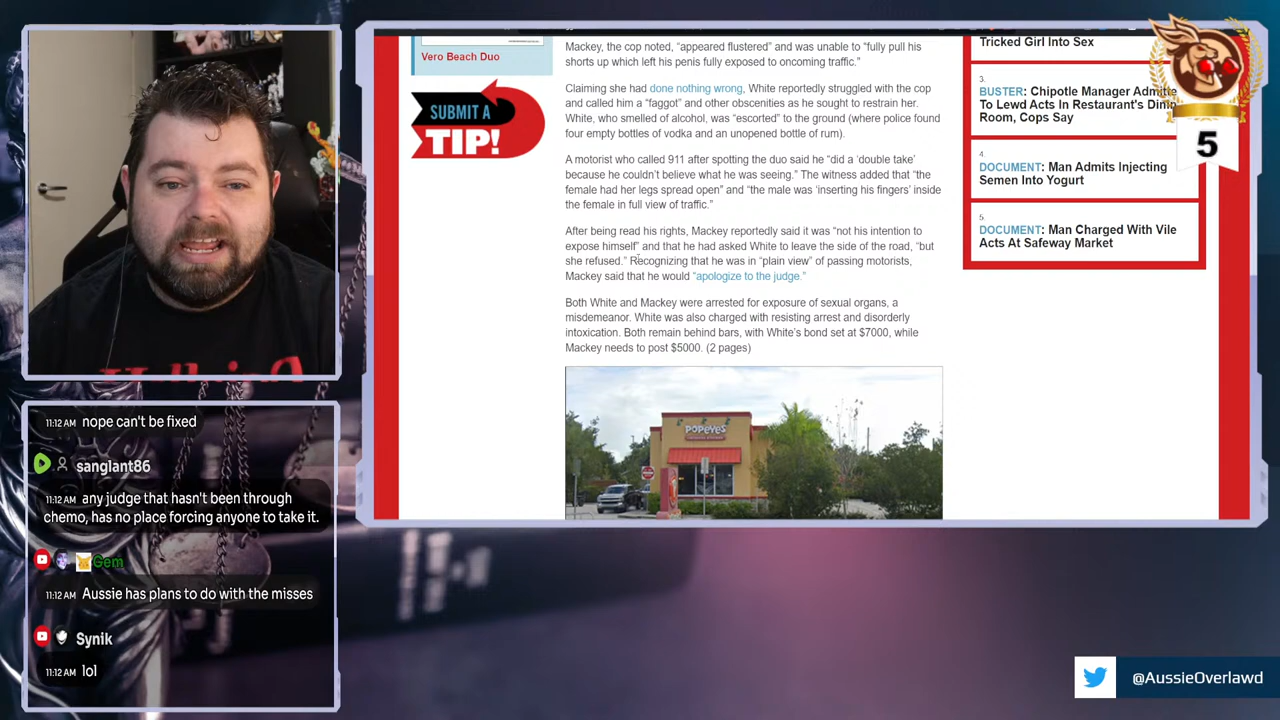 Mackey, the cop noted, “appeared flustered” and was unable to “fully pull his
shorts up which left his penis fully exposed to oncoming traffic.”
Claiming she had done nothing wrong, White reportedly struggled with the cop
and called him a “faggot” and other obscenities as he sought to restrain her.
White, who smelled of alcohol, was “escorted” to the ground (where police found
four empty bottles of vodka and an unopened bottle of rum).
A motorist who called 911 after spotting the duo said he “did a ‘double take’
because he couldn’t believe what he was seeing.” The witness added that “the
female had her legs spread open” and “the male was ‘inserting his fingers’ inside
the female in full view of traffic.”
After being read his rights, Mackey reportedly said it was “not his intention to
expose himself” and that he had asked White to leave the side of the road, “but
she refused.” Recognizing that he was in “plain view” of passing motorists,
Mackey said that he would “apologize to the judge.”
Both White and Mackey were arrested for exposure of sexual organs, a
misdemeanor. White was also charged with resisting arrest and disorderly
intoxication. Both remain behind bars, with White’s bond set at $7000, while
Mackey needs to post $5000. (2 pages)
POPEYES
Vero Beach Duo
SUBMIT A
TIP!
Tricked Girl Into Sex
3.
BUSTER: Chipotle Manager Admitte
To Lewd Acts In Restaurant's Dini
Room, Cops Say
4.
DOCUMENT: Man Admits Injecting
Semen Into Yogurt
5.
DOCUMENT: Man Charged With Vile
Acts At Safeway Market
5
11:12 AM nope can't be fixed
sanglant86
11:12 AM any judge that hasn't been through
chemo, has no place forcing anyone to take it.
Gem
11:12 AM Aussie has plans to do with the misses
Synik
11:12 AM lol
@AussieOverlawd